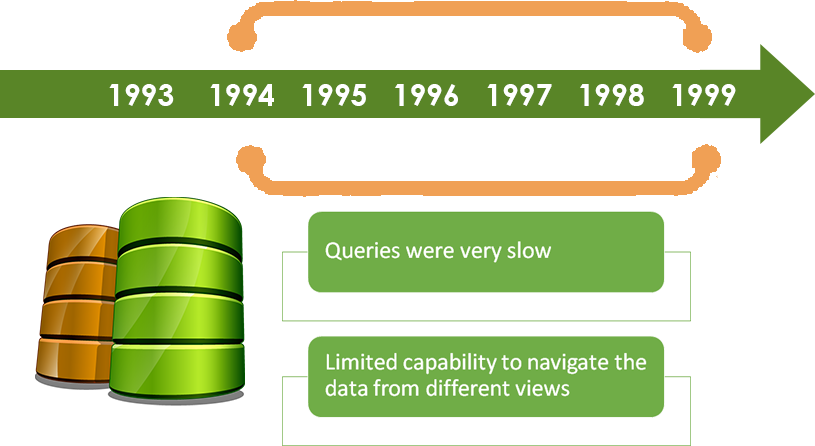 1993 1994 1995 1996 1997 1998 1999
Queries were very slow
Limited capability to navigate the
data from different views